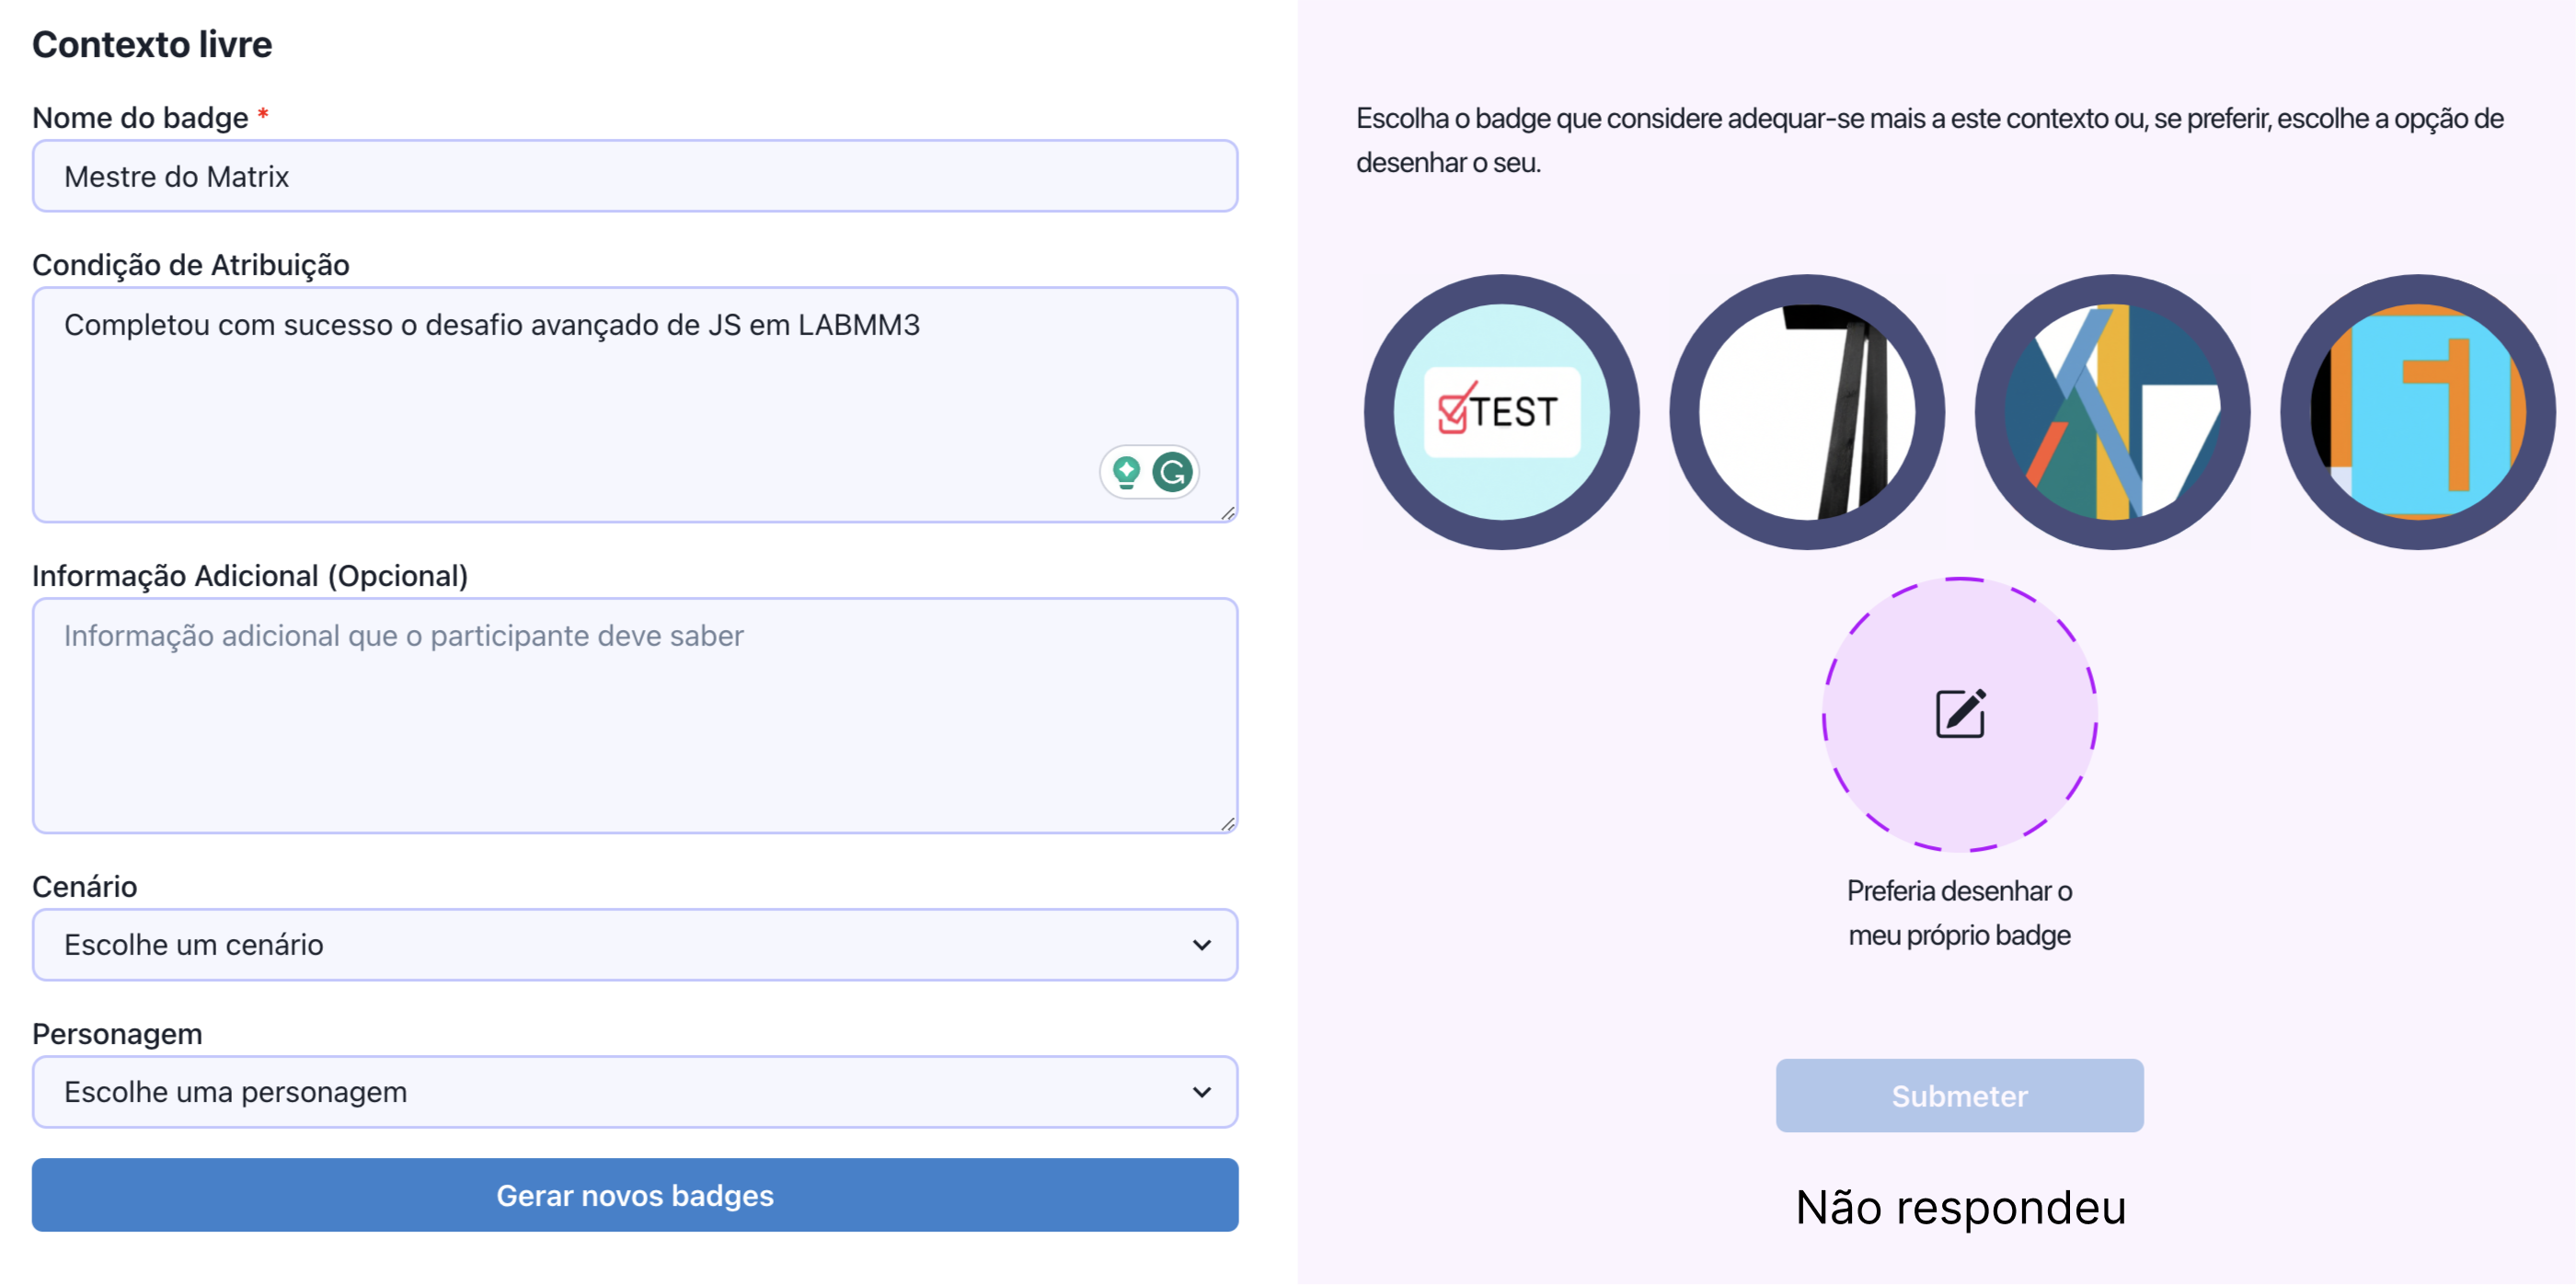 Contexto livre
Nome do badge *
Mestre do Matrix
Condição de Atribuição
Completou com sucesso o desafio avançado de JS em LABMM3
Informação Adicional (Opcional)
Informação adicional que o participante deve saber
Cenário
Escolhe um cenário
Personagem
Escolhe uma personagem
Gerar novos badges
Escolha o badge que considere adequar-se mais a este contexto ou, se preferir, escolhe a opção de
desenhar o seu.
TEST
Preferia desenhar o
meu próprio badge
Submeter
Não respondeu